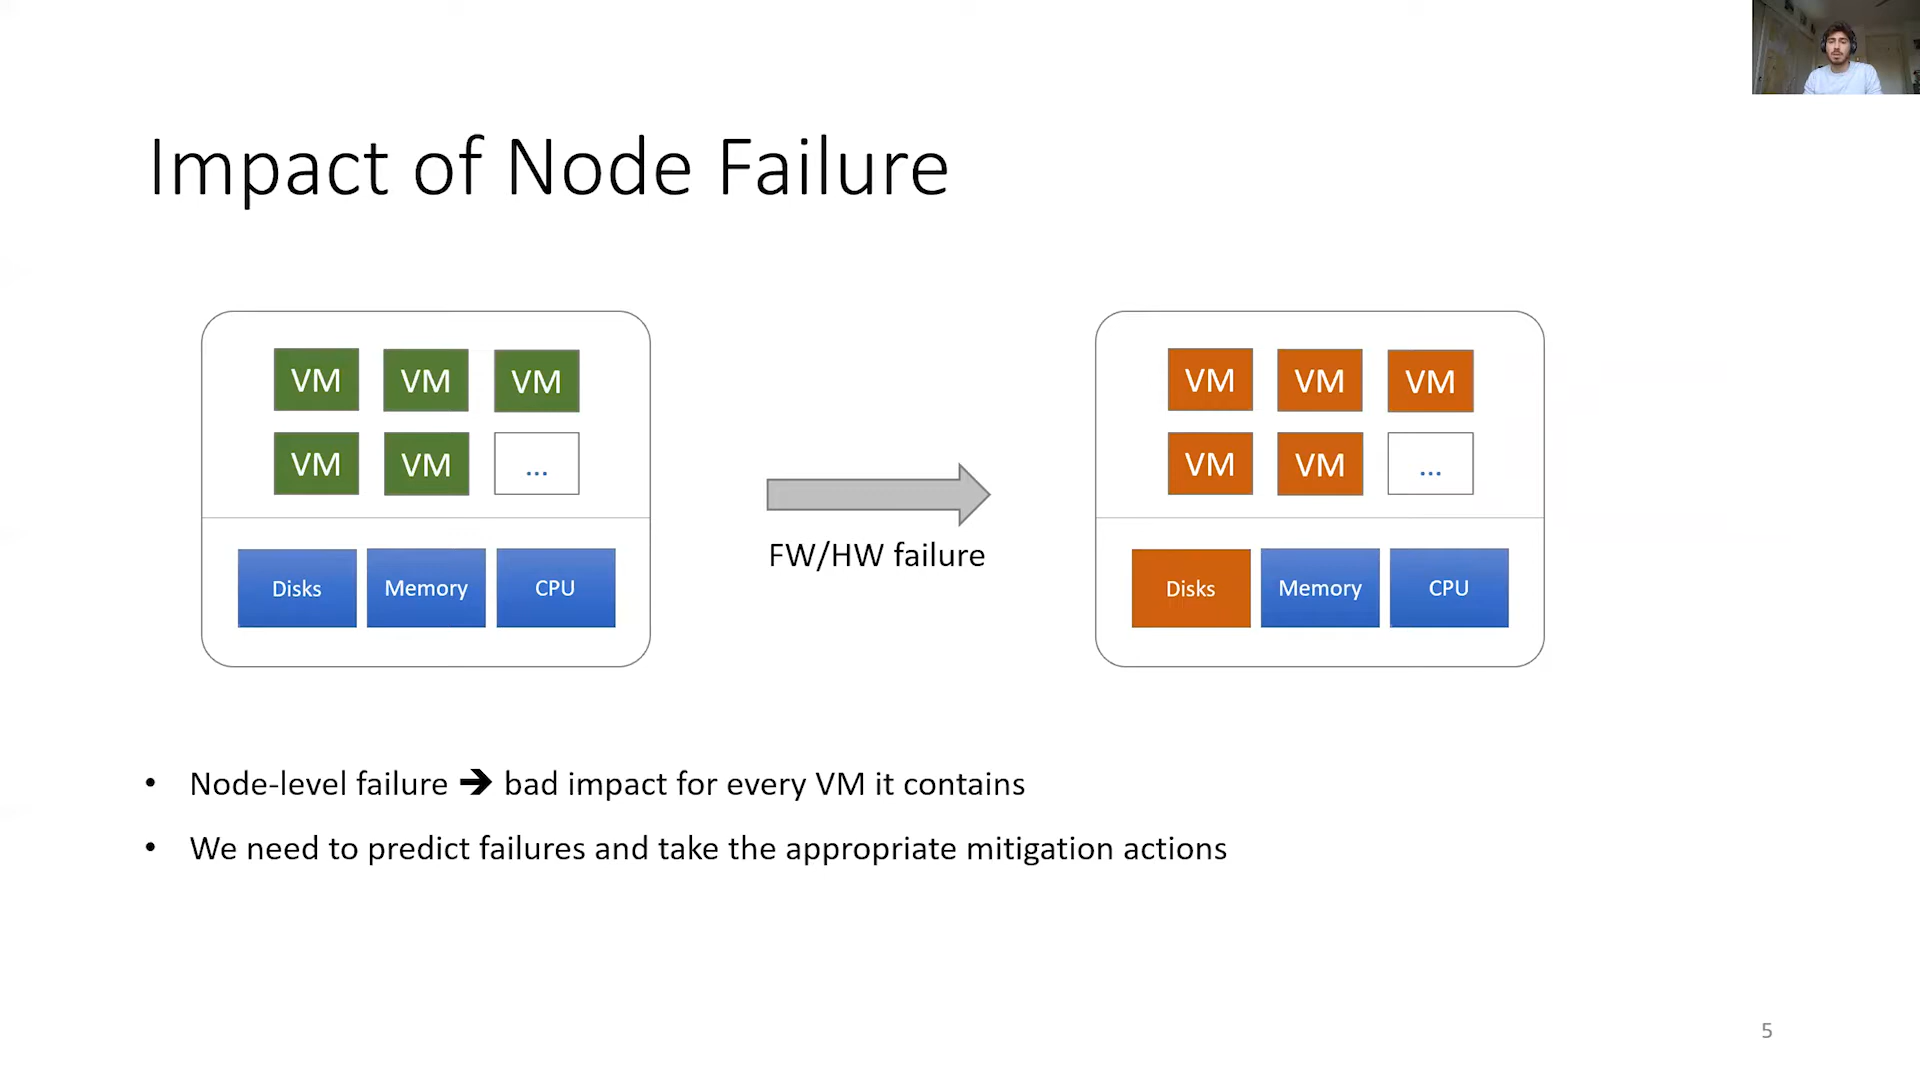 Impact of Node Failure
VM VM VM
VM VM ...
Disks Memory CPU
FW/HW failure
VM VM VM
VM VM ...
Disks Memory CPU
• Node-level failure ➔ bad impact for every VM it contains
• We need to predict failures and take the appropriate mitigation actions
5